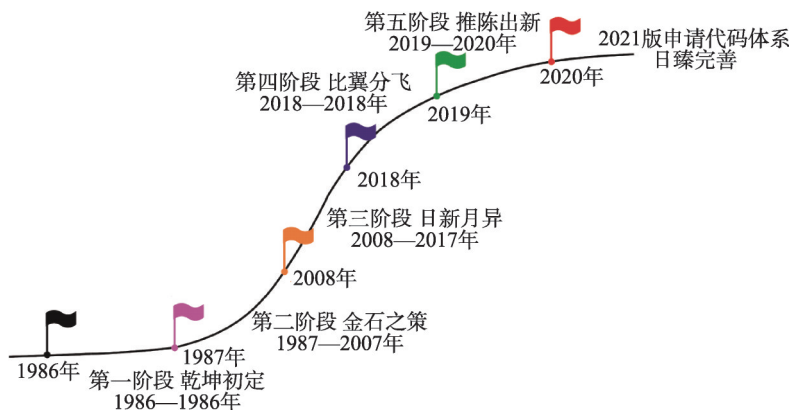 第五阶段 推陈出新
2019—2020年
2021版申请代码体系
日臻完善
2020年
第四阶段 比翼分飞
2018—2018年
2019年
2018年
第三阶段 日新月异
2008—2017年
2008年
第二阶段 金石之策
1987—2007年
1987年
1986年
第一阶段 乾坤初定
1986—1986年